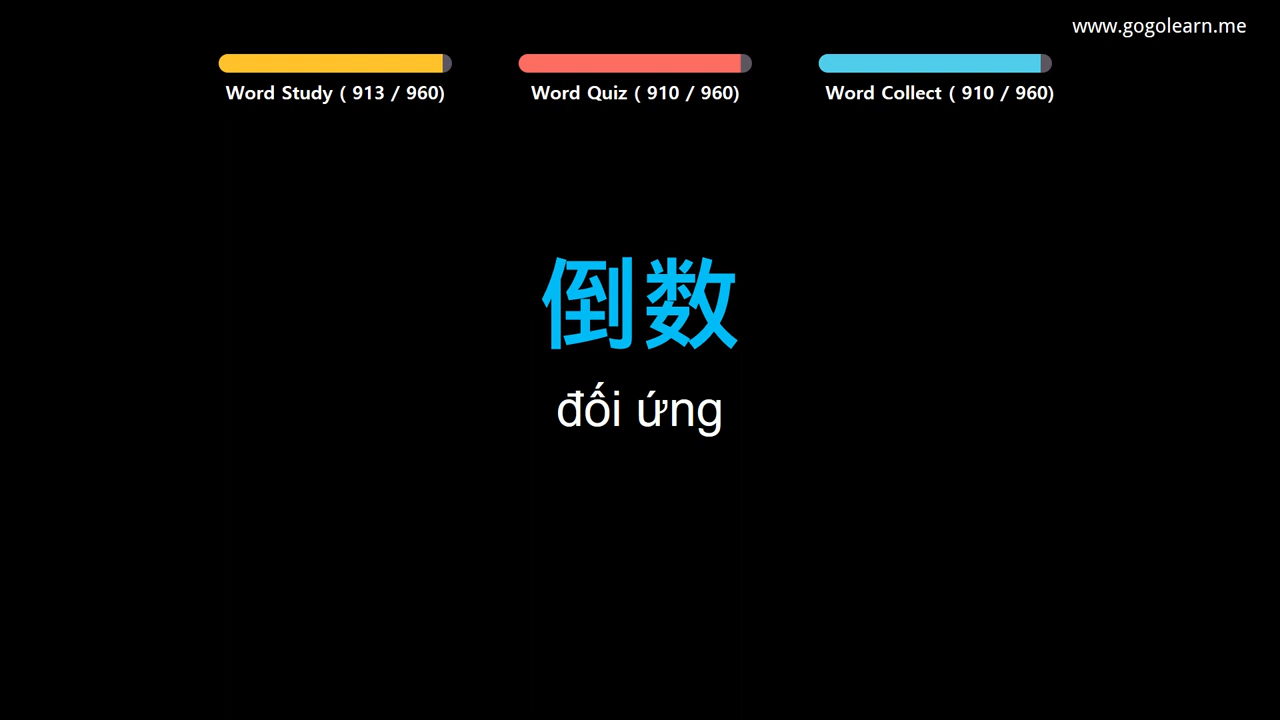 www.gogolearn.me
Word Study ( 913 / 960)
Word Quiz ( 910 / 960)
Word Collect ( 910 / 960)
倒数
đối ứng